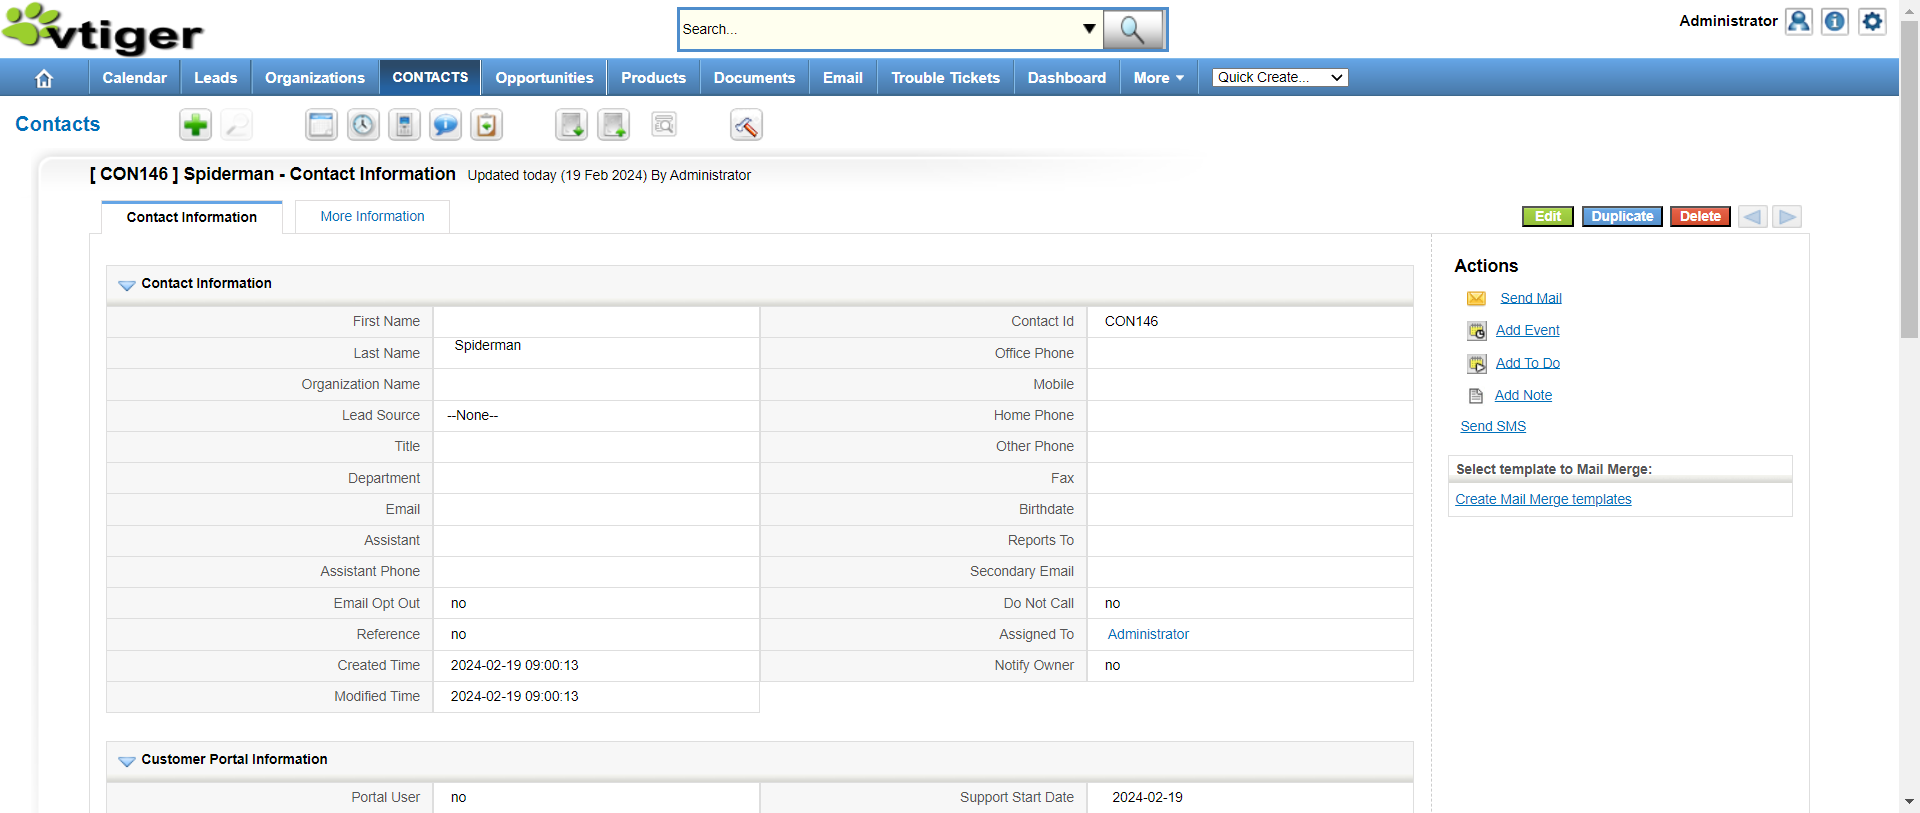 vtiger
Search...
Administrator
Calendar Leads Organizations CONTACTS Opportunities Products Documents Email Trouble Tickets Dashboard More Quick Create...
Contacts
[ CON146 ] Spiderman - Contact Information Updated today (19 Feb 2024) By Administrator
Contact Information More Information
Edit Duplicate Delete
Contact Information
First Name Contact Id CON146
Last Name Spiderman Office Phone
Organization Name Mobile
Lead Source --None-- Home Phone
Title Other Phone
Department Fax
Email Birthdate
Assistant Reports To
Assistant Phone Secondary Email
Email Opt Out no Do Not Call no
Reference no Assigned To Administrator
Created Time 2024-02-19 09:00:13 Notify Owner no
Modified Time 2024-02-19 09:00:13
Customer Portal Information
Portal User no Support Start Date 2024-02-19
Actions
Send Mail
Add Event
Add To Do
Add Note
Send SMS
Select template to Mail Merge:
Create Mail Merge templates